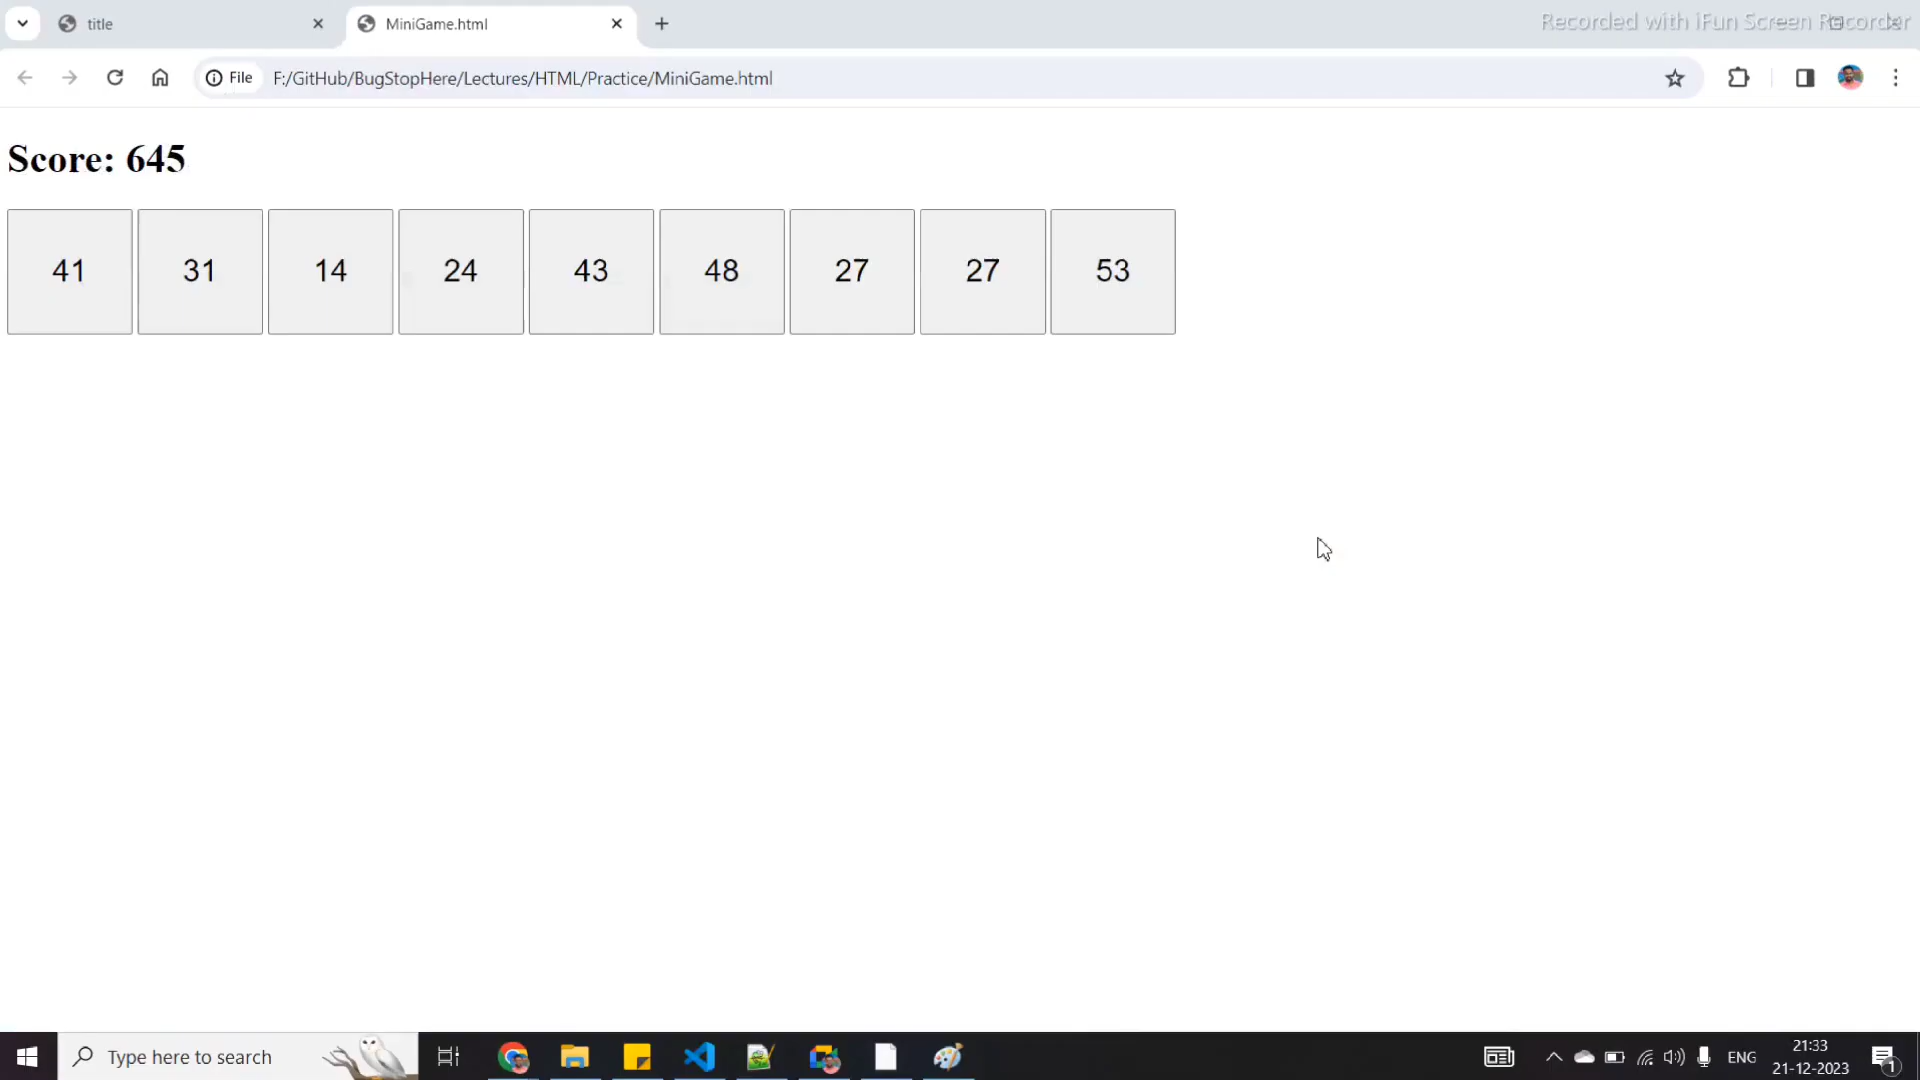 title
MiniGame.html
Recorded with iFun Screen Recorder
File
F:/GitHub/BugStopHere/Lectures/HTML/Practice/MiniGame.html
Score: 645
41 31 14 24 43 48 27 27 53
Type here to search
ENG
21:33
21-12-2023
1